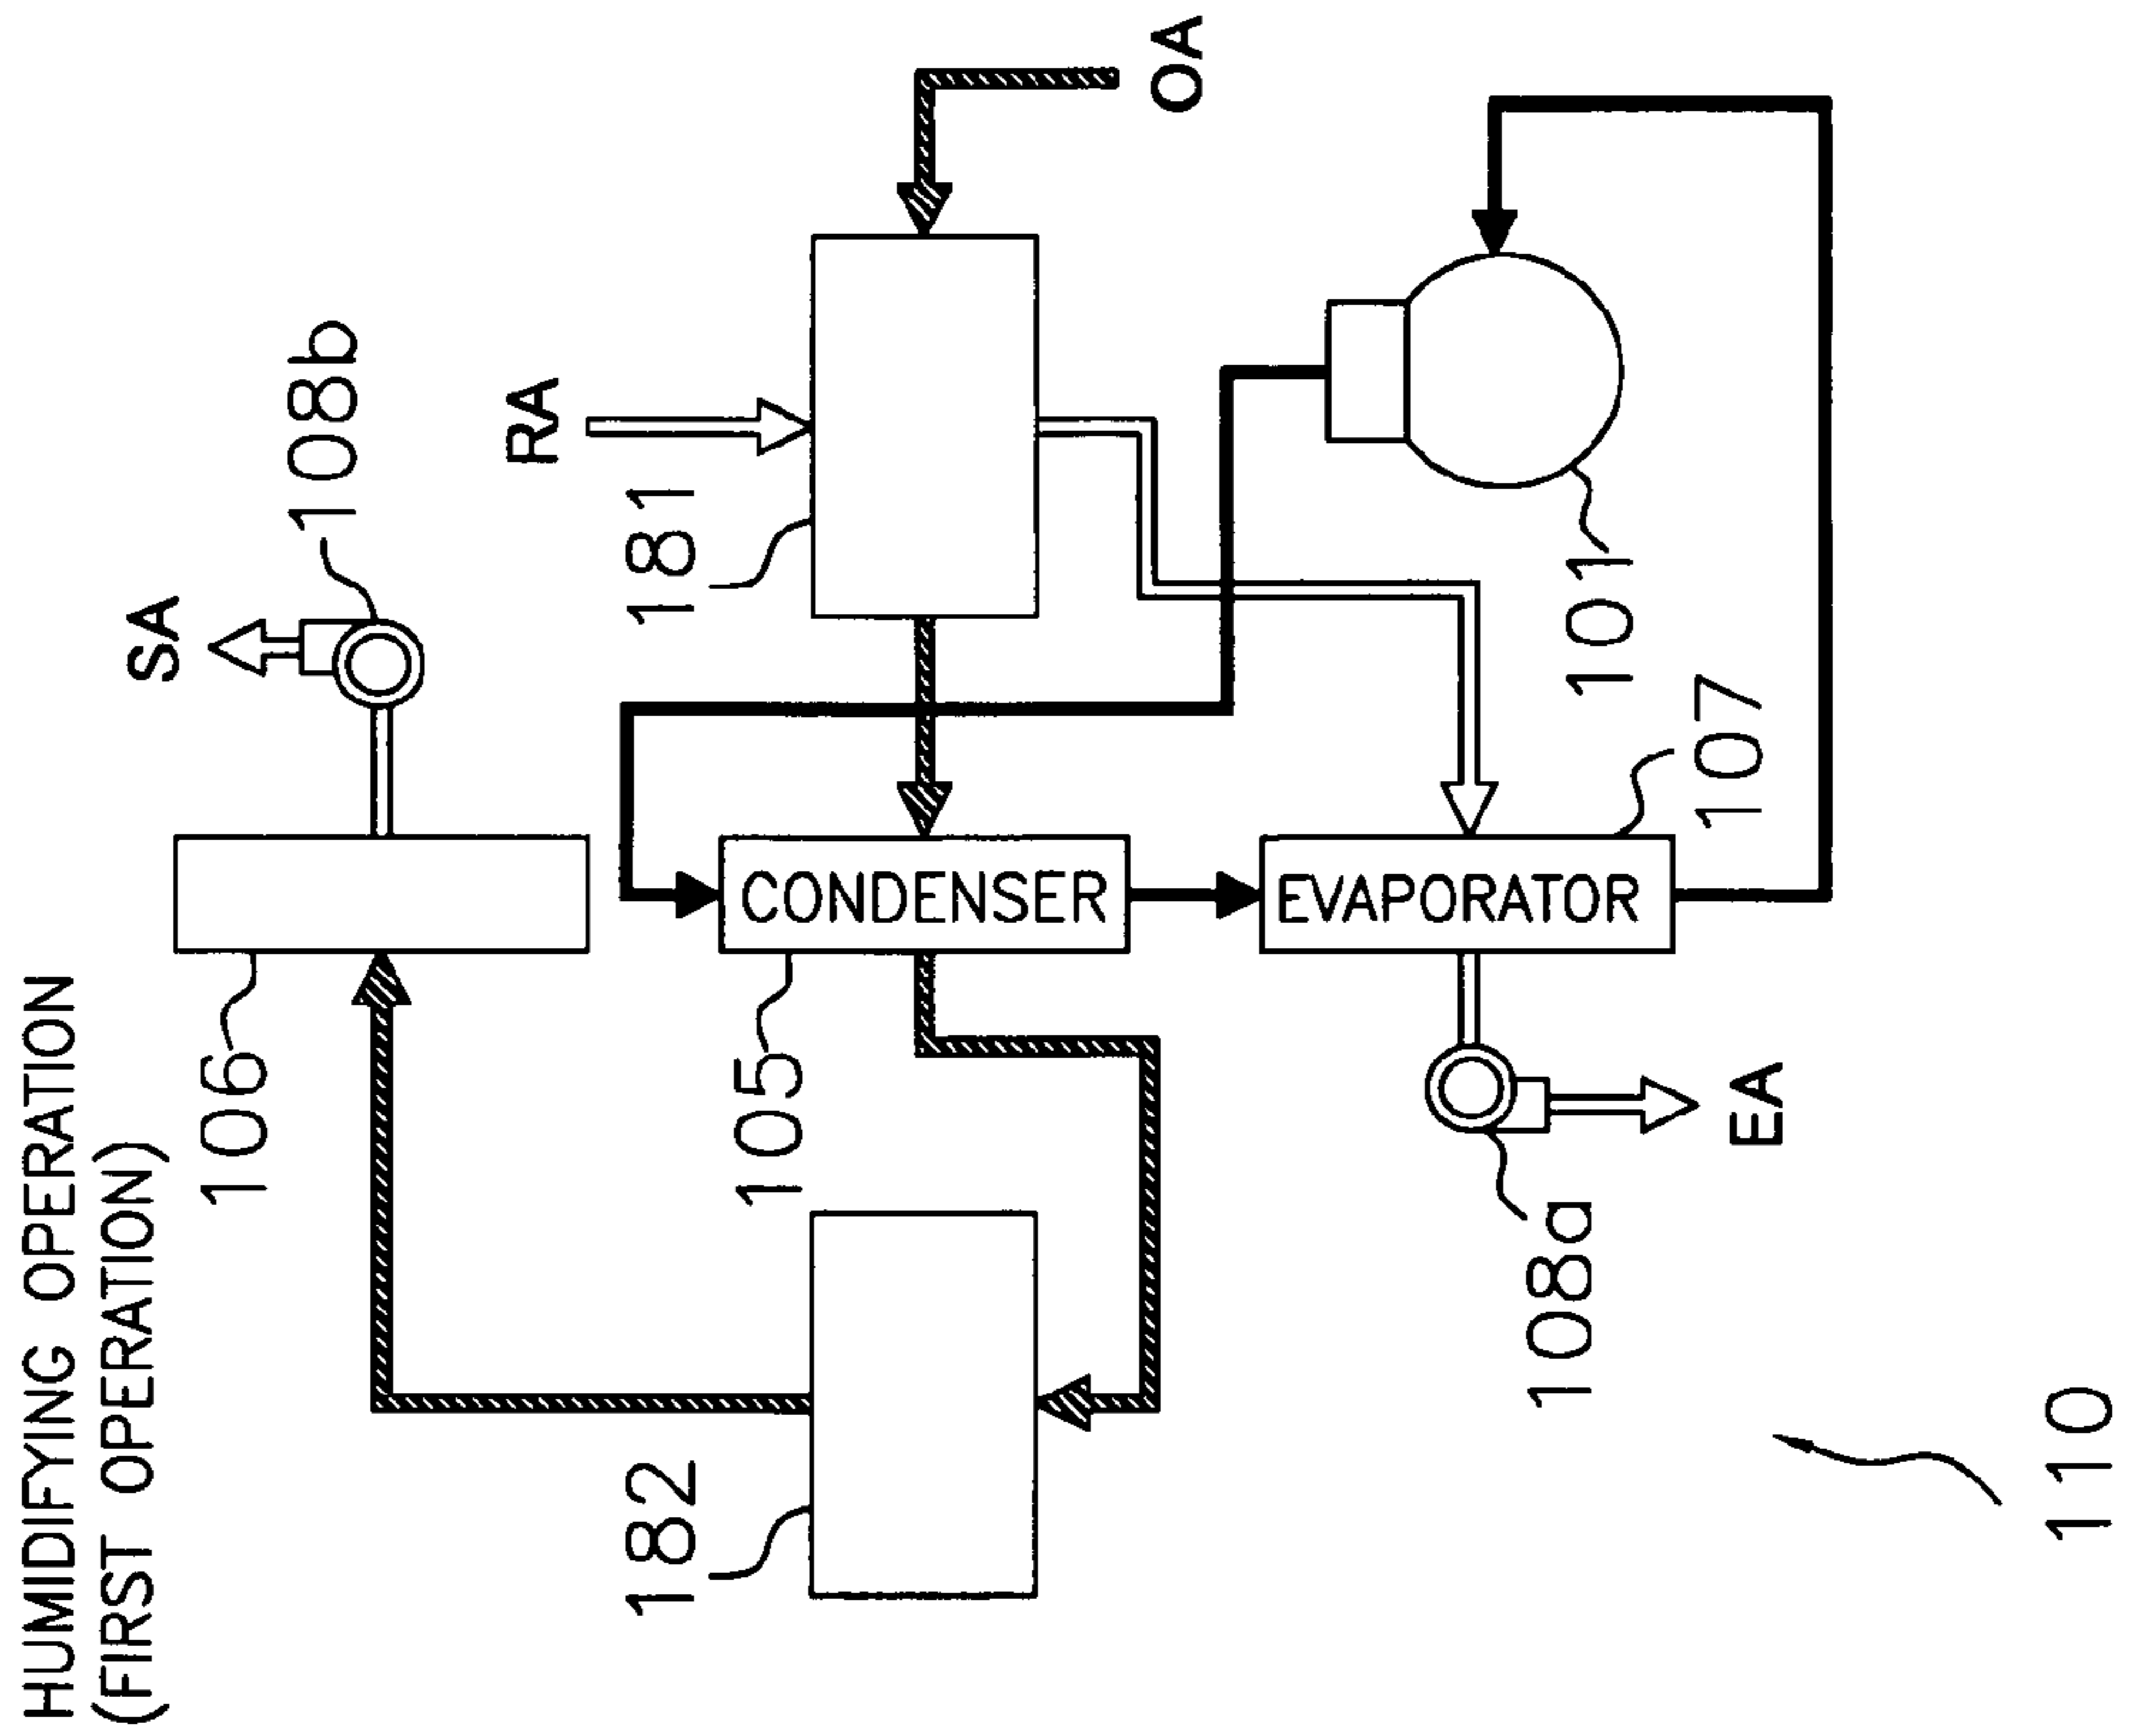 HUMIDIFYING OPERATION
(FIRST OPERATION)
SA
108b
RA
OA
106
181
182
105
CONDENSER
EVAPORATOR
101
107
108a
EA
110